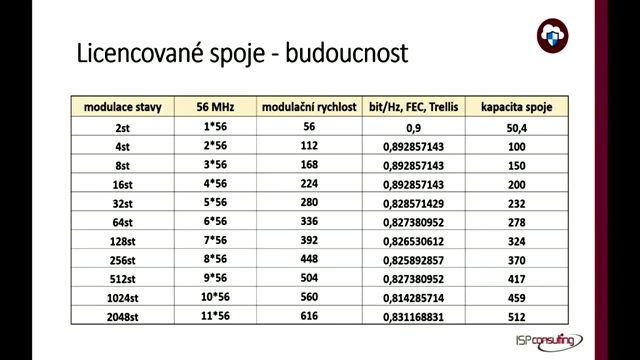 Licencované spoje - budoucnost
modulace stavy 56 MHz modulační rychlost bit/Hz, FEC, Trellis kapacita spoje
2st 1*56 56 0,9 50,4
4st 2*56 112 0,892857143 100
8st 3*56 168 0,892857143 150
16st 4*56 224 0,892857143 200
32st 5*56 280 0,828571429 232
64st 6*56 336 0,827380952 278
128st 7*56 392 0,826530612 324
256st 8*56 448 0,825892857 370
512st 9*56 504 0,827380952 417
1024st 10*56 560 0,814285714 459
2048st 11*56 616 0,831168831 512
ISPconsulting